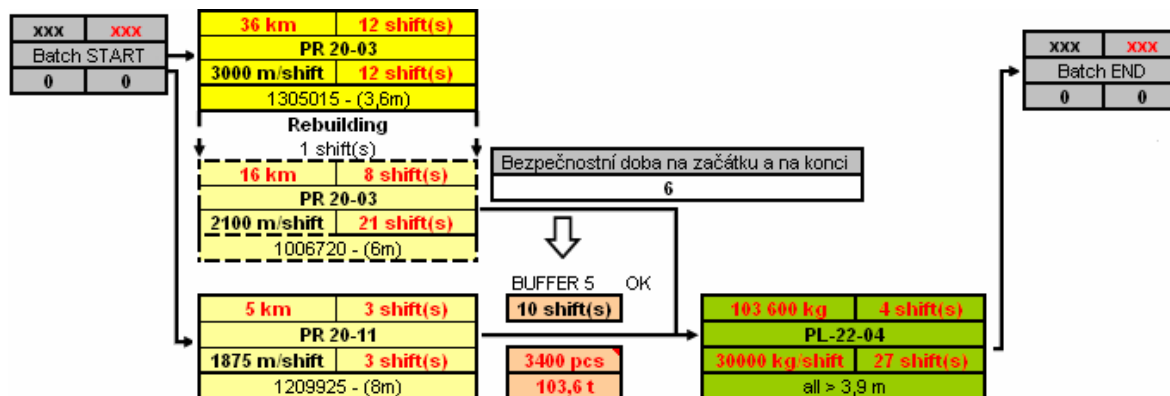 xxx xxx
Batch START
0 0
36 km 12 shift(s)
PR 20-03
3000 m/shift 12 shift(s)
1305015 - (3,6m)
Rebuilding
1 shift(s)
16 km 8 shift(s)
PR 20-03
2100 m/shift 21 shift(s)
1006720 - (6m)
Bezpečnostní doba na začátku a na konci
6
BUFFER 5 OK
10 shift(s)
5 km 3 shift(s)
PR 20-11
1875 m/shift 3 shift(s)
1209925 - (8m)
3400 pcs
103,6 t
103 600 kg 4 shift(s)
PL-22-04
30000 kg/shift 27 shift(s)
all > 3,9 m
xxx xxx
Batch END
0 0